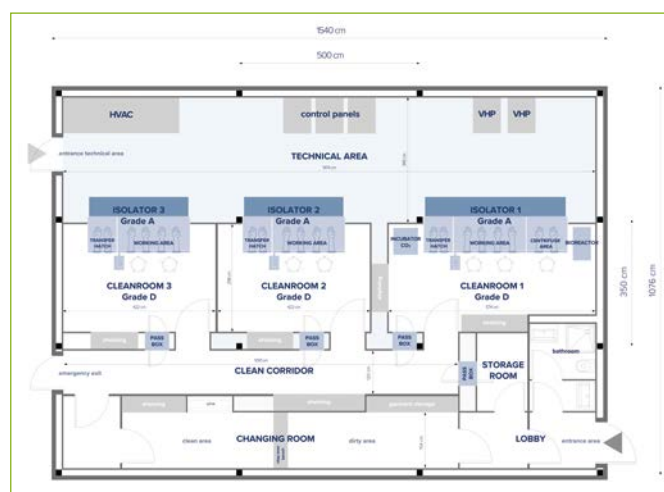 1540 cm
500 cm
HVAC
control panels
VHP
VHP
entrance technical area
TECHNICAL AREA
ISOLATOR 3
Grade A
ISOLATOR 2
Grade A
ISOLATOR 1
Grade A
TRANSFER
HATCH
WORKING AREA
TRANSFER
HATCH
WORKING AREA
INCUBATOR
CO₂
TRANSFER
HATCH
WORKING AREA
CENTRIFUGE
AREA
BIOREACTOR
CLEANROOM 3
Grade D
CLEANROOM 2
Grade D
CLEANROOM 1
Grade D
350 cm
1076 cm
shelving
PASS
BOX
shelving
PASS
BOX
PASS
BOX
shelving
bathroom
emergency exit
CLEAN CORRIDOR
PASS
BOX
STORAGE
ROOM
shelving
sink
shelving
garment storage
clean area
CHANGING ROOM
dirty area
LOBBY
entrance area